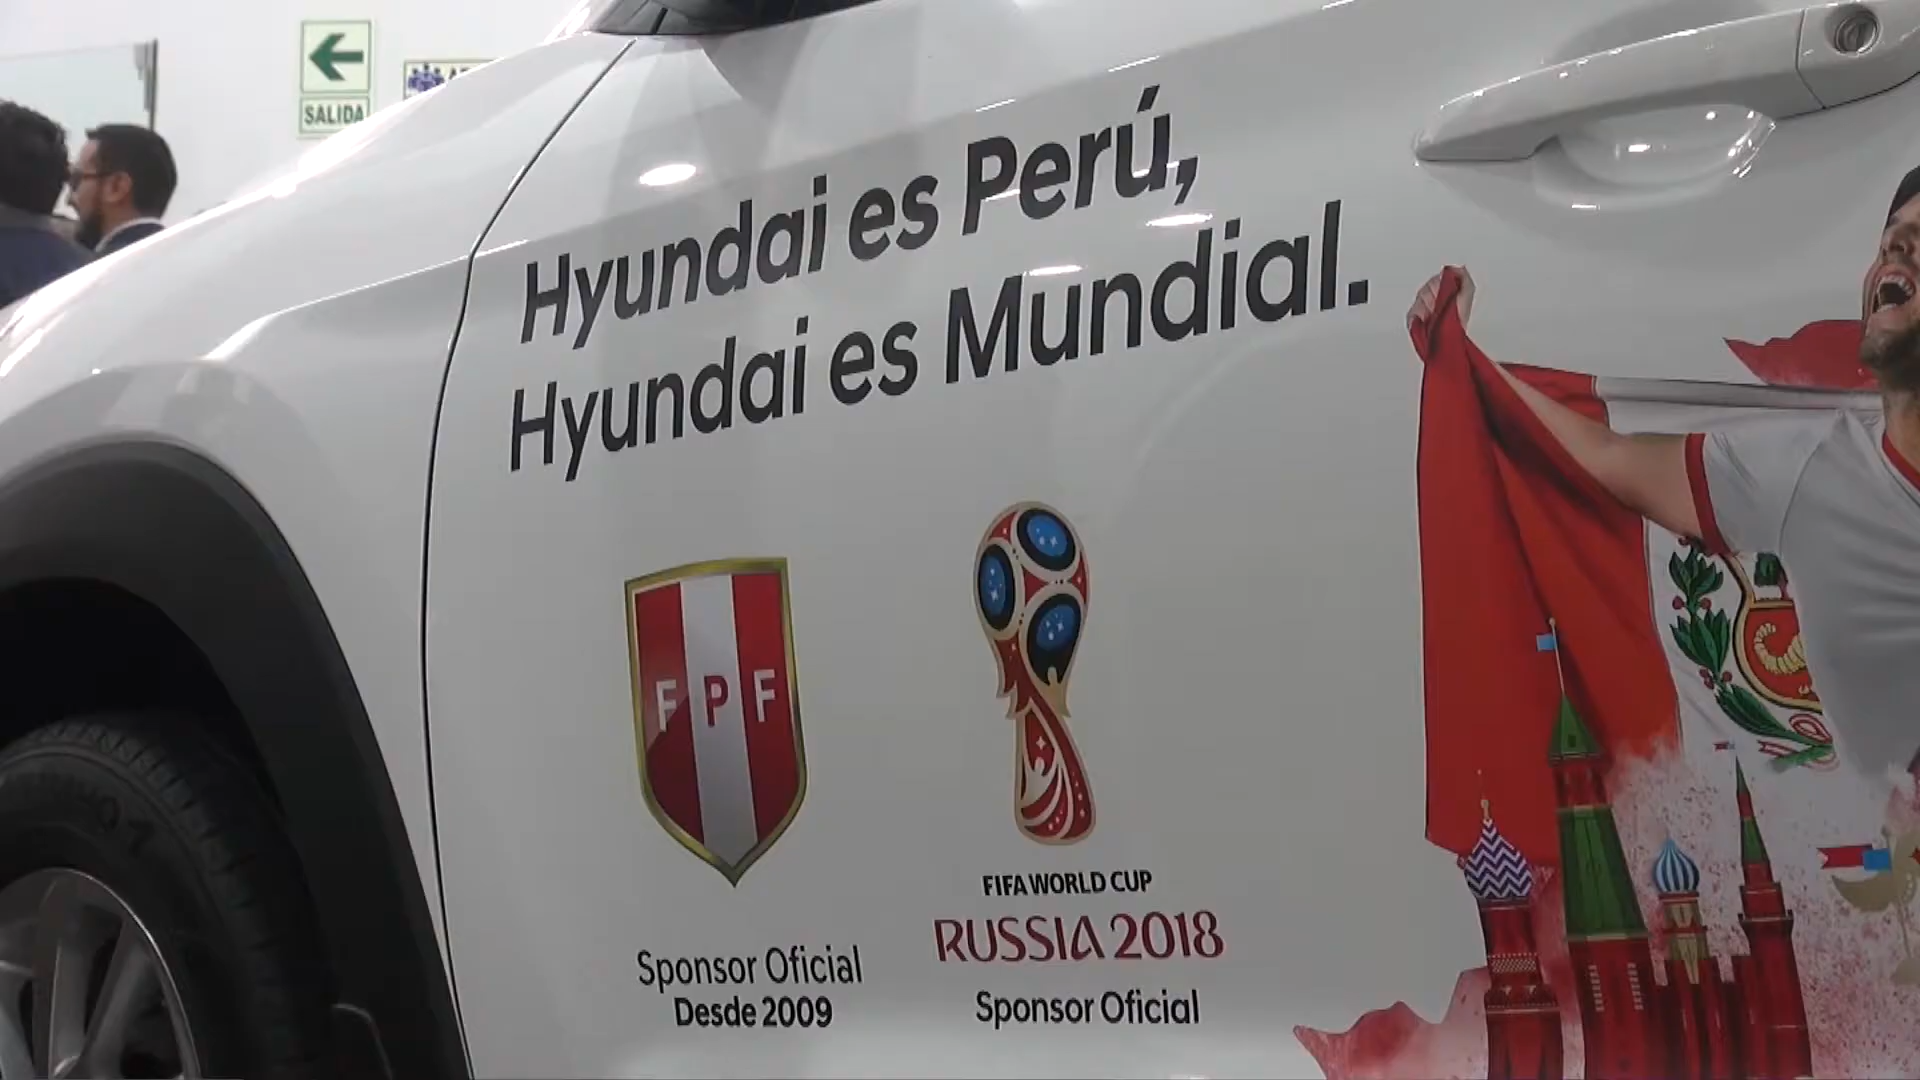 SALIDA
Hyundai es Perú,
Hyundai es Mundial.
FPF
Sponsor Oficial
Desde 2009
FIFA WORLD CUP
RUSSIA 2018
Sponsor Oficial